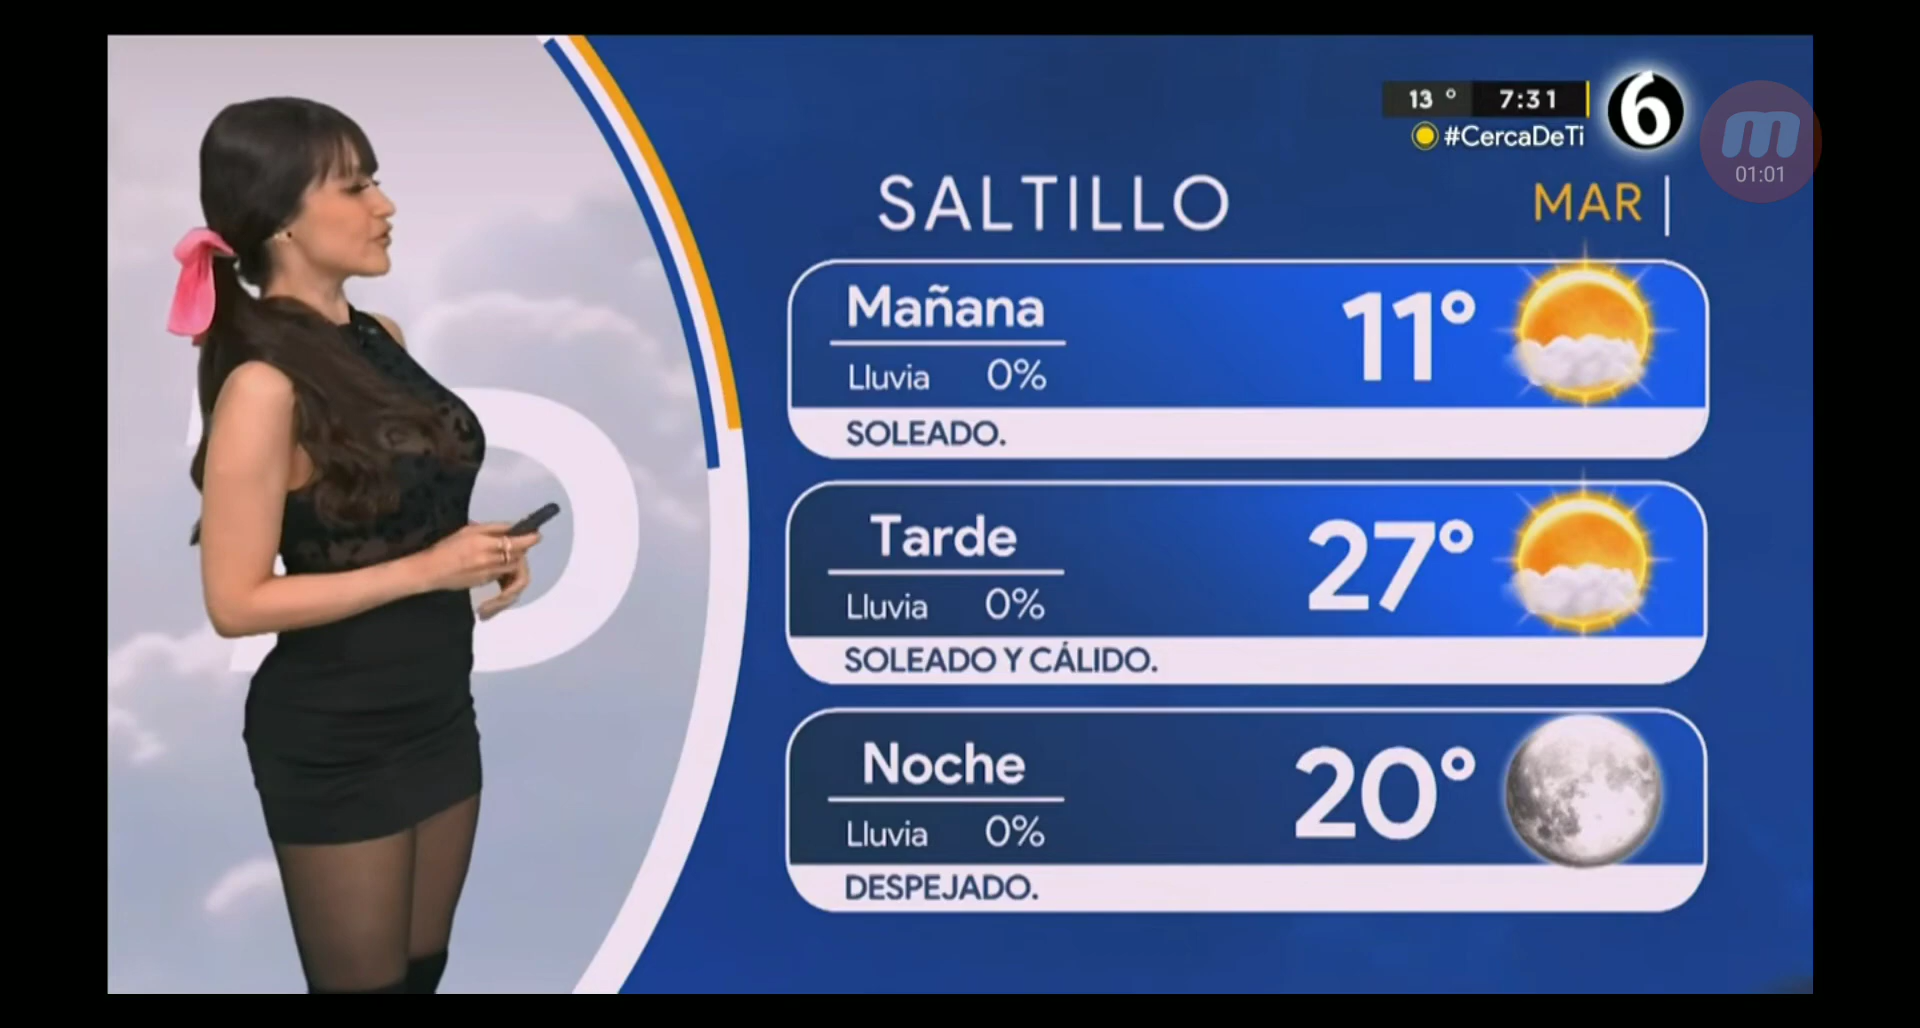 13 ° 7:31
6
#CercaDeTi
m
01:01
SALTILLO MAR
Mañana 11°
Lluvia 0%
SOLEADO.
Tarde 27°
Lluvia 0%
SOLEADO Y CÁLIDO.
Noche 20°
Lluvia 0%
DESPEJADO.